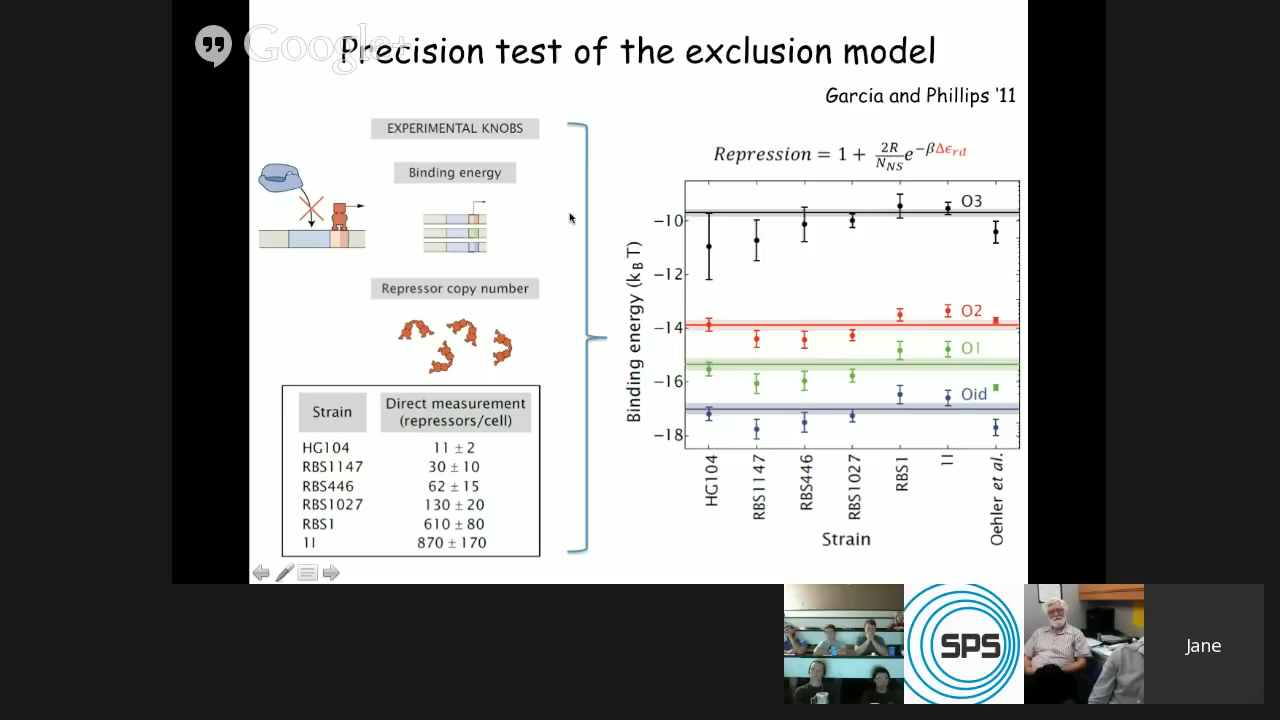 Google+
Precision test of the exclusion model
Garcia and Phillips '11
EXPERIMENTAL KNOBS
Binding energy
Repressor copy number
Strain
Direct measurement
(repressors/cell)
HG104 11 ± 2
RBS1147 30 ± 10
RBS446 62 ± 15
RBS1027 130 ± 20
RBS1 610 ± 80
1I 870 ± 170
Repression = 1 + 2R/N_NS e^{−βΔϵ_rd}
Binding energy (k_B T)
−10
−12
−14
−16
−18
O3
O2
O1
Oid
HG104
RBS1147
RBS446
RBS1027
RBS1
1I
Oehler et al.
Strain
SPS
Jane